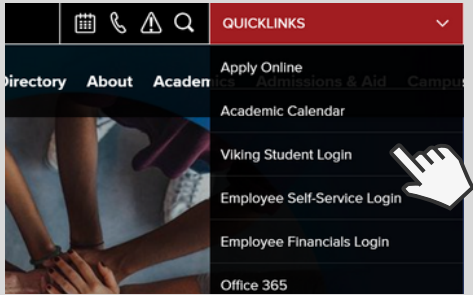 QUICKLINKS
Apply Online
Directory About Academics Admissions & Aid Campus
Academic Calendar
Viking Student Login
Employee Self-Service Login
Employee Financials Login
Office 365